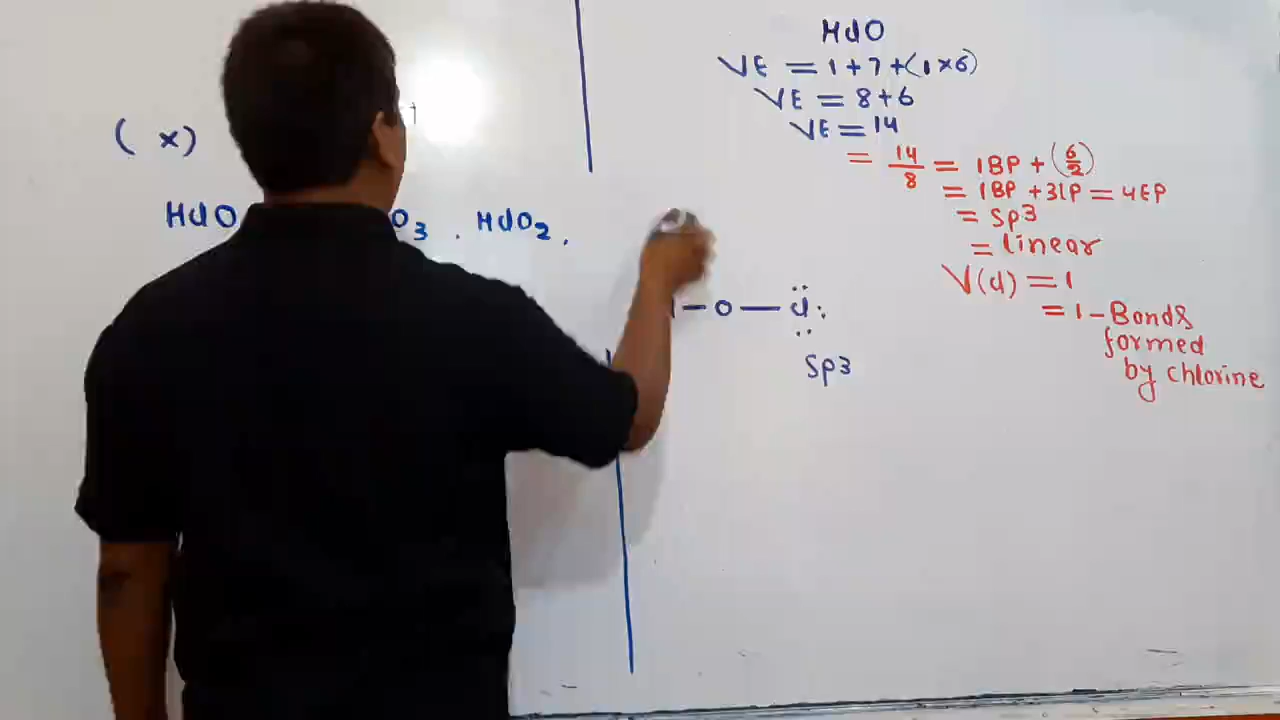 ( x)
HClO O₃ . HClO₂ ,
HClO
VE = 1+7+(1×6)
VE = 8+6
VE = 14
= 14/8 = 1BP + (6/2)
= 1BP + 3LP = 4EP
= Sp3
= linear
V(Cl) = 1
= 1 - Bonds
formed
by chlorine
- O — Cl
Sp3